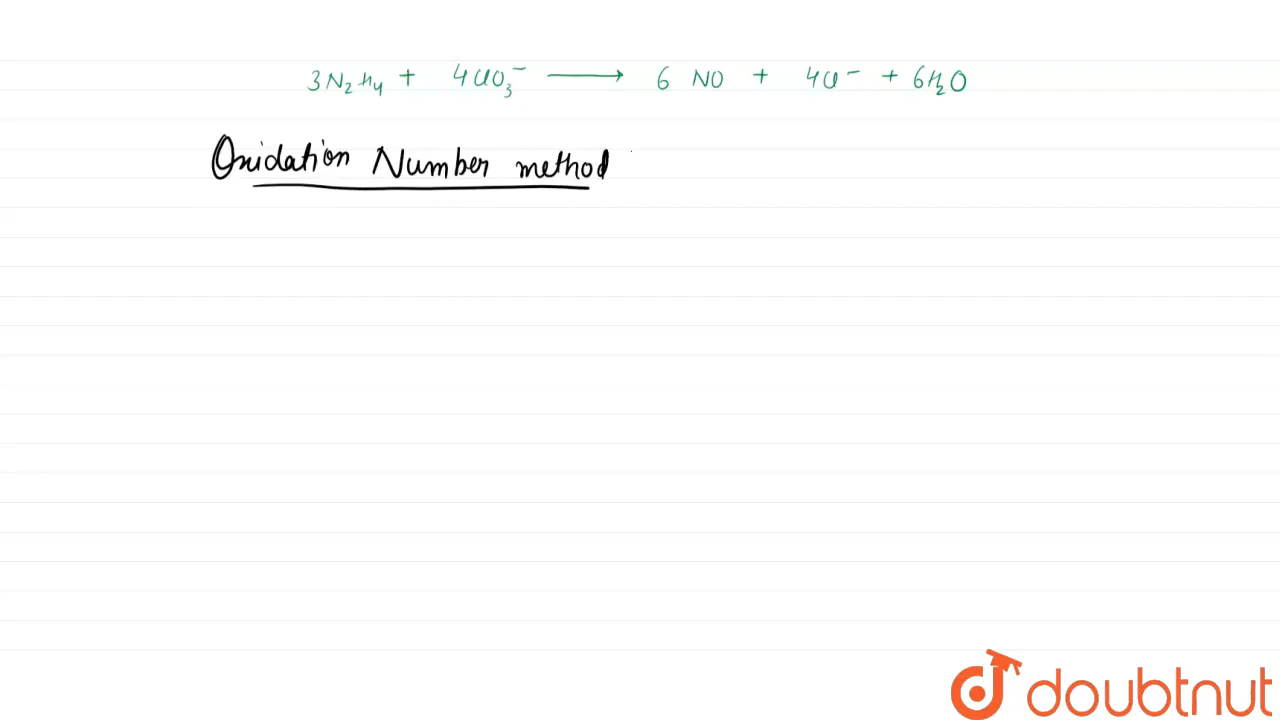 3N₂H₄ + 4ClO₃⁻ ⟶ 6 NO + 4Cl⁻ + 6H₂O
Oxidation Number method
doubtnut